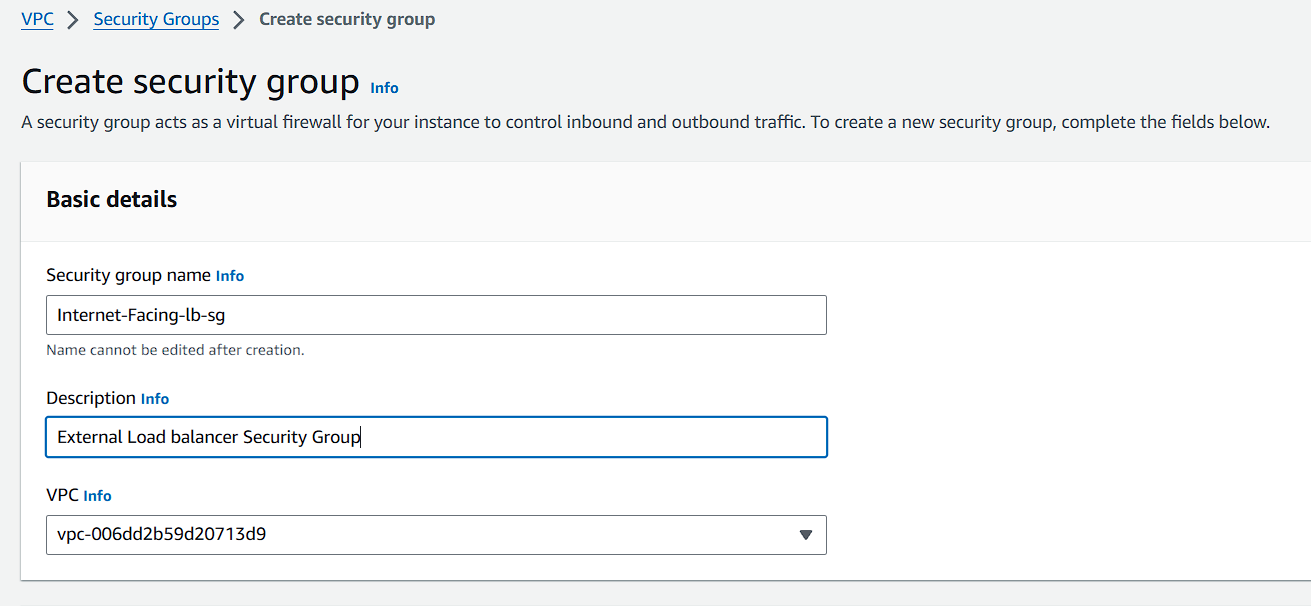 VPC > Security Groups > Create security group
Create security group Info
A security group acts as a virtual firewall for your instance to control inbound and outbound traffic. To create a new security group, complete the fields below.
Basic details
Security group name Info
Internet-Facing-lb-sg
Name cannot be edited after creation.
Description Info
External Load balancer Security Group
VPC Info
vpc-006dd2b59d20713d9